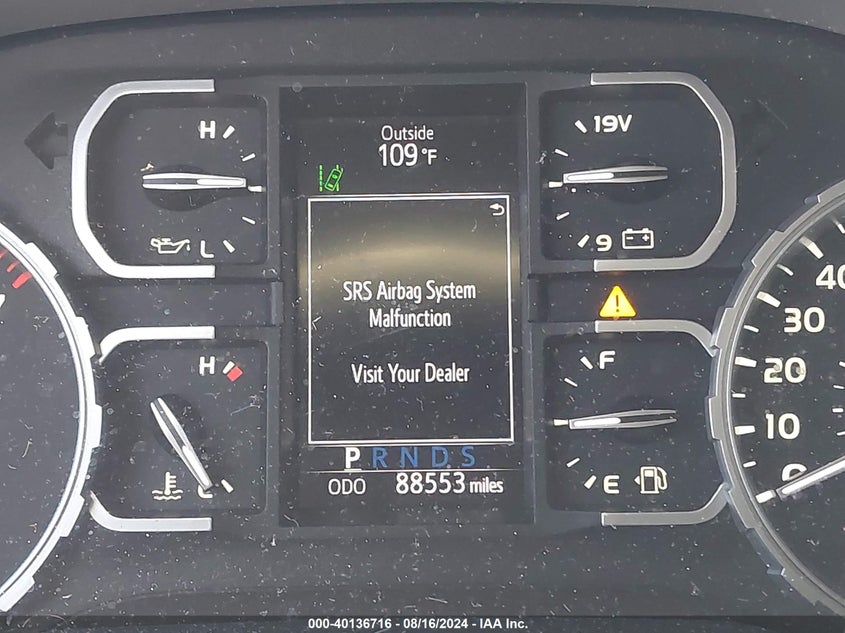 Outside
109°F
H
L
19V
9
SRS Airbag System
Malfunction
Visit Your Dealer
H
F
E
40
30
20
10
P R N D S
ODO 88553 miles
000-40136716 - 08/16/2024 - IAA Inc.